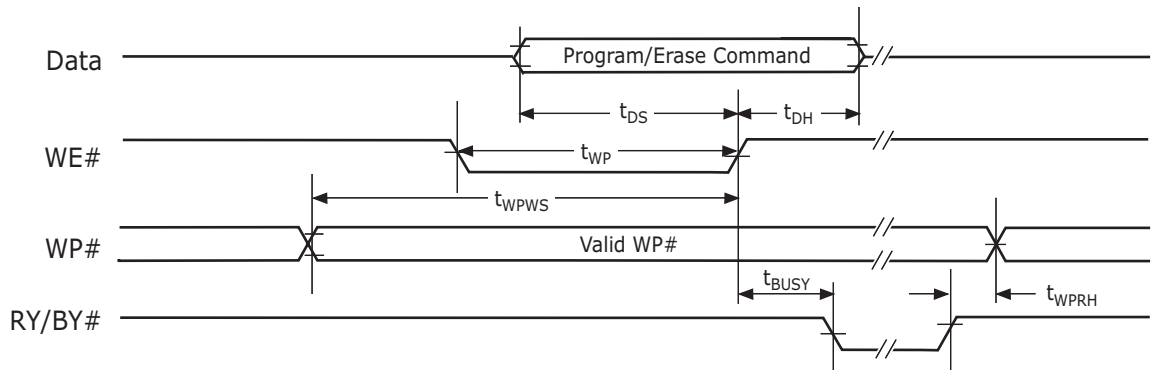 Data
Program/Erase Command
tDS
tDH
WE#
tWP
tWPWS
WP#
Valid WP#
tBUSY
tWPRH
RY/BY#